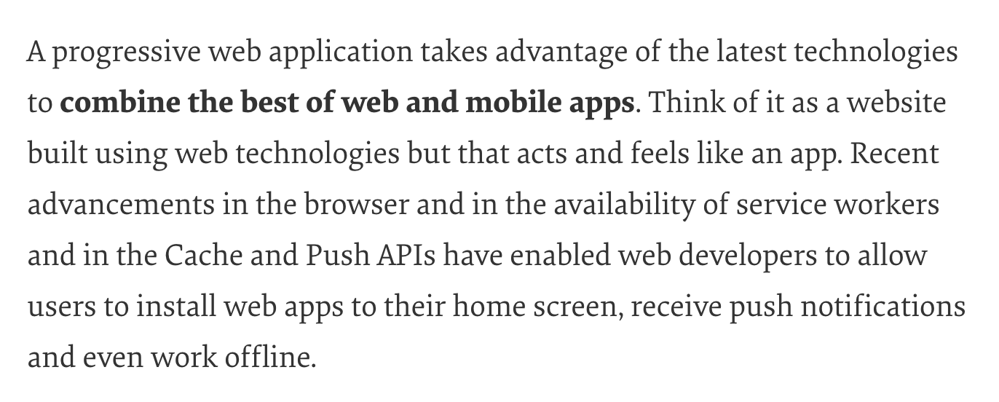 A progressive web application takes advantage of the latest technologies
to combine the best of web and mobile apps. Think of it as a website
built using web technologies but that acts and feels like an app. Recent
advancements in the browser and in the availability of service workers
and in the Cache and Push APIs have enabled web developers to allow
users to install web apps to their home screen, receive push notifications
and even work offline.